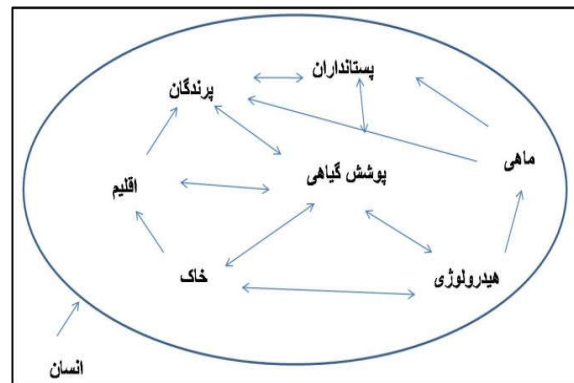 پستانداران
پرندگان
ماهی
پوشش گیاهی
اقلیم
خاک
هیدرولوژی
انسان